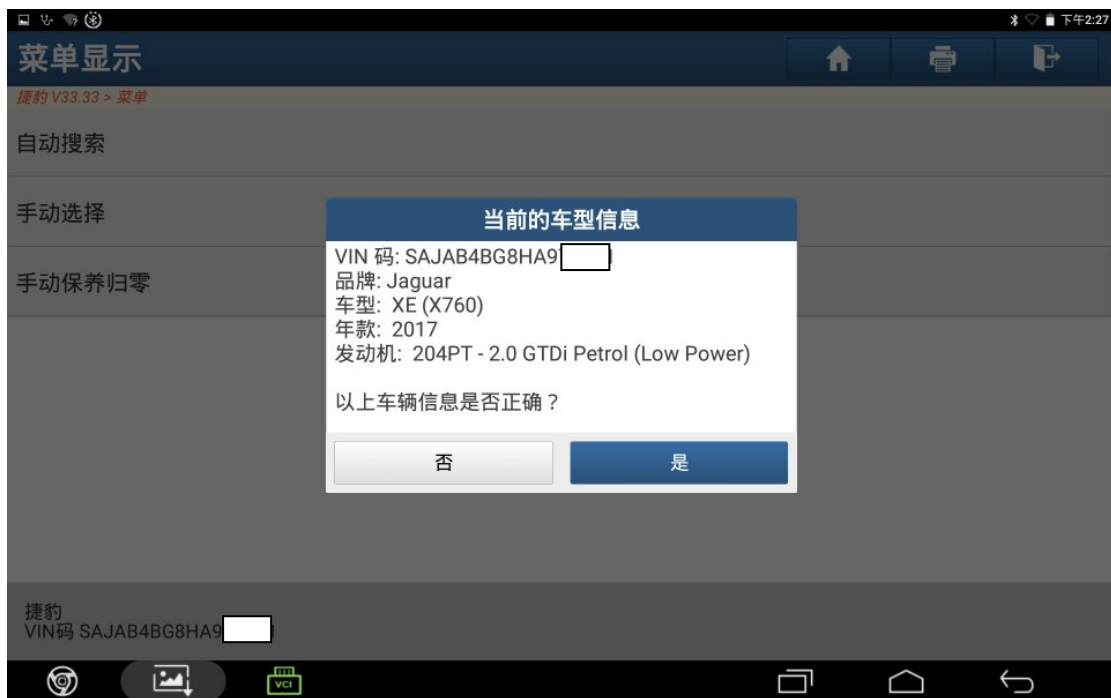 下午2:27
菜单显示
捷豹 V33.33 > 菜单
自动搜索
手动选择
手动保养归零
当前的车型信息
VIN 码: SAJAB4BG8HA9
品牌: Jaguar
车型: XE (X760)
年款: 2017
发动机: 204PT - 2.0 GTDi Petrol (Low Power)
以上车辆信息是否正确？
否
是
捷豹
VIN码 SAJAB4BG8HA9
VCI